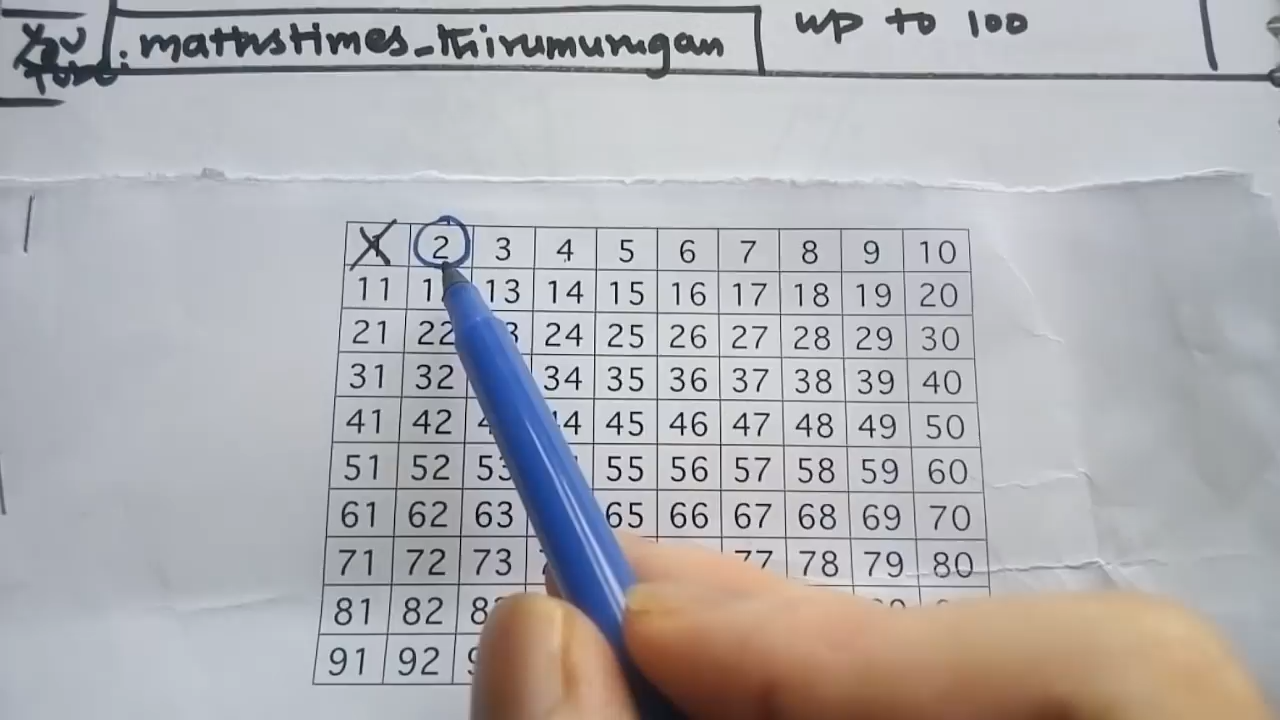 You Tube: mathstimes-thirumurugan up to 100
1 2 3 4 5 6 7 8 9 10
11 13 14 15 16 17 18 19 20
21 22 24 25 26 27 28 29 30
31 32 34 35 36 37 38 39 40
41 42 45 46 47 48 49 50
51 52 53 55 56 57 58 59 60
61 62 63 65 66 67 68 69 70
71 72 73 77 78 79 80
81 82
91 92